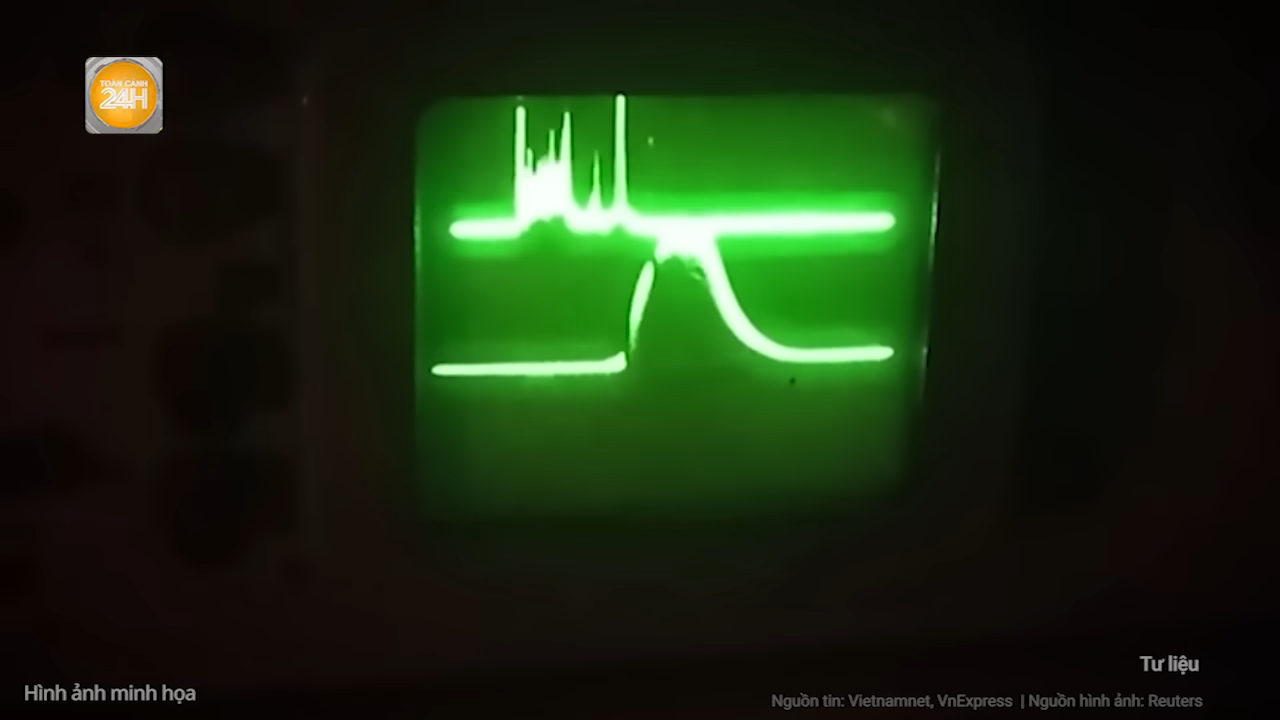 TOÀN CẢNH
24H
Tư liệu
Hình ảnh minh họa
Nguồn tin: Vietnamnet, VnExpress | Nguồn hình ảnh: Reuters